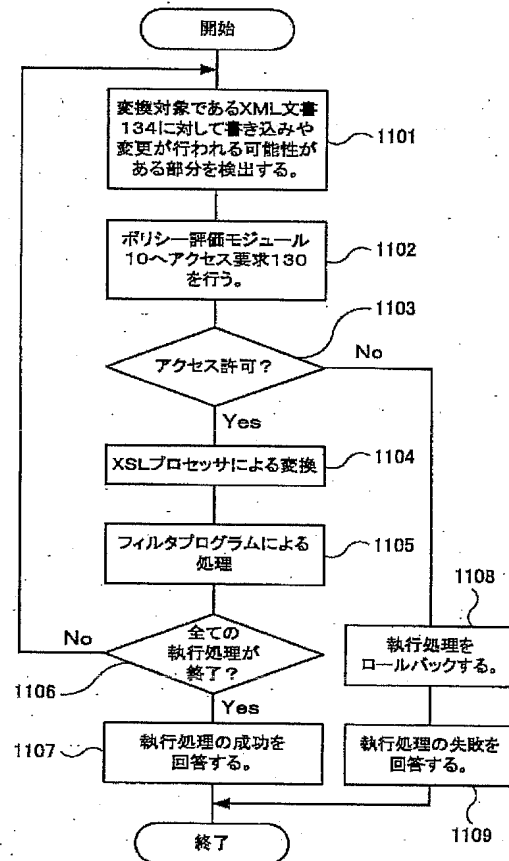 開始
変換対象であるXML文書
134に対して書き込みや
変更が行われる可能性が
ある部分を検出する。
1101
ポリシー評価モジュール
10へアクセス要求130
を行う。
1102
1103
アクセス許可?
No
Yes
XSLプロセッサによる変換
1104
フィルタプログラムによる
処理
1105
1108
全ての
執行処理が
終了?
No
1106
Yes
執行処理を
ロールバックする。
1107
執行処理の成功を
回答する。
執行処理の失敗を
回答する。
1109
終了